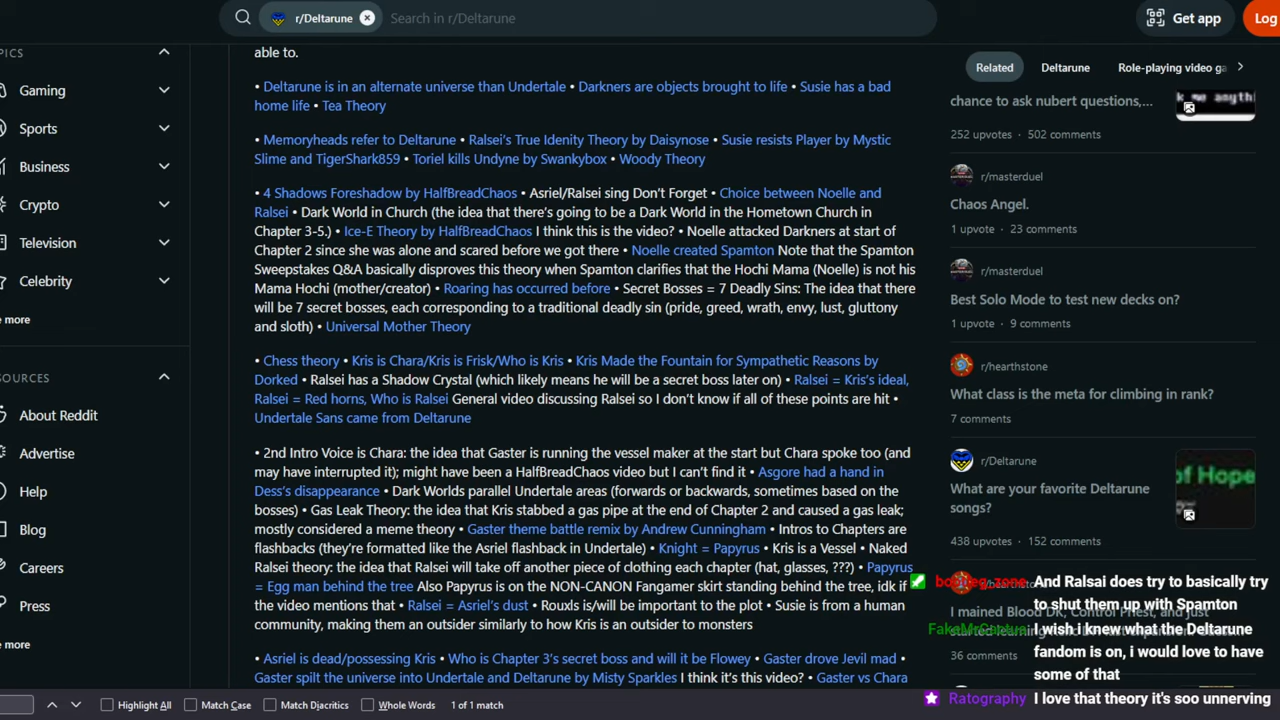 r/Deltarune
Search in r/Deltarune
Get app
Log
PICS
Gaming
Sports
Business
Crypto
Television
Celebrity
e more
SOURCES
About Reddit
Advertise
Help
Blog
Careers
Press
e more
able to.
• Deltarune is in an alternate universe than Undertale • Darkners are objects brought to life • Susie has a bad
home life • Tea Theory
• Memoryheads refer to Deltarune • Ralsei's True Idenity Theory by Daisynose • Susie resists Player by Mystic
Slime and TigerShark859 • Toriel kills Undyne by Swankybox • Woody Theory
• 4 Shadows Foreshadow by HalfBreadChaos • Asriel/Ralsei sing Don't Forget • Choice between Noelle and
Ralsei • Dark World in Church (the idea that there's going to be a Dark World in the Hometown Church in
Chapter 3-5.) • Ice-E Theory by HalfBreadChaos I think this is the video? • Noelle attacked Darkners at start of
Chapter 2 since she was alone and scared before we got there • Noelle created Spamton Note that the Spamton
Sweepstakes Q&A basically disproves this theory when Spamton clarifies that the Hochi Mama (Noelle) is not his
Mama Hochi (mother/creator) • Roaring has occurred before • Secret Bosses = 7 Deadly Sins: The idea that there
will be 7 secret bosses, each corresponding to a traditional deadly sin (pride, greed, wrath, envy, lust, gluttony
and sloth) • Universal Mother Theory
• Chess theory • Kris is Chara/Kris is Frisk/Who is Kris • Kris Made the Fountain for Sympathetic Reasons by
Dorked • Ralsei has a Shadow Crystal (which likely means he will be a secret boss later on) • Ralsei = Kris's ideal,
Ralsei = Red horns, Who is Ralsei General video discussing Ralsei so I don't know if all of these points are hit •
Undertale Sans came from Deltarune
• 2nd Intro Voice is Chara: the idea that Gaster is running the vessel maker at the start but Chara spoke too (and
may have interrupted it); might have been a HalfBreadChaos video but I can't find it • Asgore had a hand in
Dess's disappearance • Dark Worlds parallel Undertale areas (forwards or backwards, sometimes based on the
bosses) • Gas Leak Theory: the idea that Kris stabbed a gas pipe at the end of Chapter 2 and caused a gas leak;
mostly considered a meme theory • Gaster theme battle remix by Andrew Cunningham • Intros to Chapters are
flashbacks (they're formatted like the Asriel flashback in Undertale) • Knight = Papyrus • Kris is a Vessel • Naked
Ralsei theory: the idea that Ralsei will take off another piece of clothing each chapter (hat, glasses, ???) • Papyrus
= Egg man behind the tree Also Papyrus is on the NON-CANON Fangamer skirt standing behind the tree, idk if
the video mentions that • Ralsei = Asriel's dust • Rouxls is/will be important to the plot • Susie is from a human
community, making them an outsider similarly to how Kris is an outsider to monsters
• Asriel is dead/possessing Kris • Who is Chapter 3's secret boss and will it be Flowey • Gaster drove Jevil mad •
Gaster spilt the universe into Undertale and Deltarune by Misty Sparkles I think it's this video? • Gaster vs Chara
Related
Deltarune
Role-playing video ga
chance to ask nubert questions,...
k me anythi
252 upvotes · 502 comments
r/masterduel
Chaos Angel.
1 upvote · 23 comments
r/masterduel
Best Solo Mode to test new decks on?
1 upvote · 9 comments
r/hearthstone
What class is the meta for climbing in rank?
7 comments
r/Deltarune
What are your favorite Deltarune
songs?
of Hope
438 upvotes · 152 comments
I mained Blood DK, Control Priest, and just
36 comments
bootleg_zone And Ralsai does try to basically try
to shut them up with Spamton
I wish i knew what the Deltarune
fandom is on, i would love to have
some of that
Ratography I love that theory it's soo unnerving
Highlight All
Match Case
Match Diacritics
Whole Words
1 of 1 match